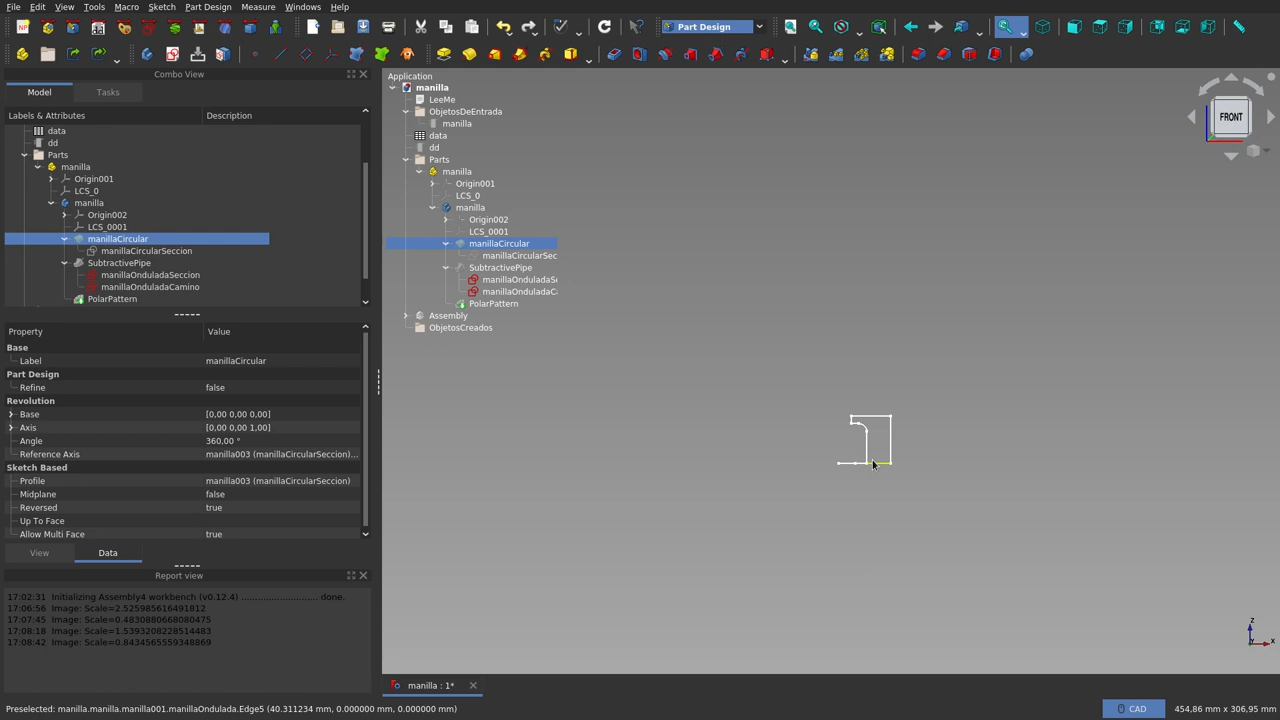 File Edit View Tools Macro Sketch Part Design Measure Windows Help
Part Design
Combo View
Model Tasks
Labels & Attributes Description
data
dd
Parts
manilla
Origin001
LCS_0
manilla
Origin002
LCS_0001
manillaCircular
manillaCircularSeccion
SubtractivePipe
manillaOnduladaSeccion
manillaOnduladaCamino
PolarPattern
Property Value
Base
Label manillaCircular
Part Design
Refine false
Revolution
Base [0,00 0,00 0,00]
Axis [0,00 0,00 1,00]
Angle 360,00 °
Reference Axis manilla003 (manillaCircularSeccion)...
Sketch Based
Profile manilla003 (manillaCircularSeccion)
Midplane false
Reversed true
Up To Face
Allow Multi Face true
View Data
Report view
17:02:31 Initializing Assembly4 workbench (v0.12.4) ............................ done.
17:06:56 Image: Scale=2.525985616491812
17:07:45 Image: Scale=0.4830880668080475
17:08:18 Image: Scale=1.5393208228514483
17:08:42 Image: Scale=0.8434565559348869
Application
manilla
LeeMe
ObjetosDeEntrada
manilla
data
dd
Parts
manilla
Origin001
LCS_0
manilla
Origin002
LCS_0001
manillaCircular
manillaCircularSec
SubtractivePipe
manillaOnduladaSe
manillaOnduladaCa
PolarPattern
Assembly
ObjetosCreados
FRONT
Z
Y
X
manilla : 1*
Preselected: manilla.manilla.manilla001.manillaOndulada.Edge5 (40.311234 mm, 0.000000 mm, 0.000000 mm)
CAD
454,86 mm x 306,95 mm